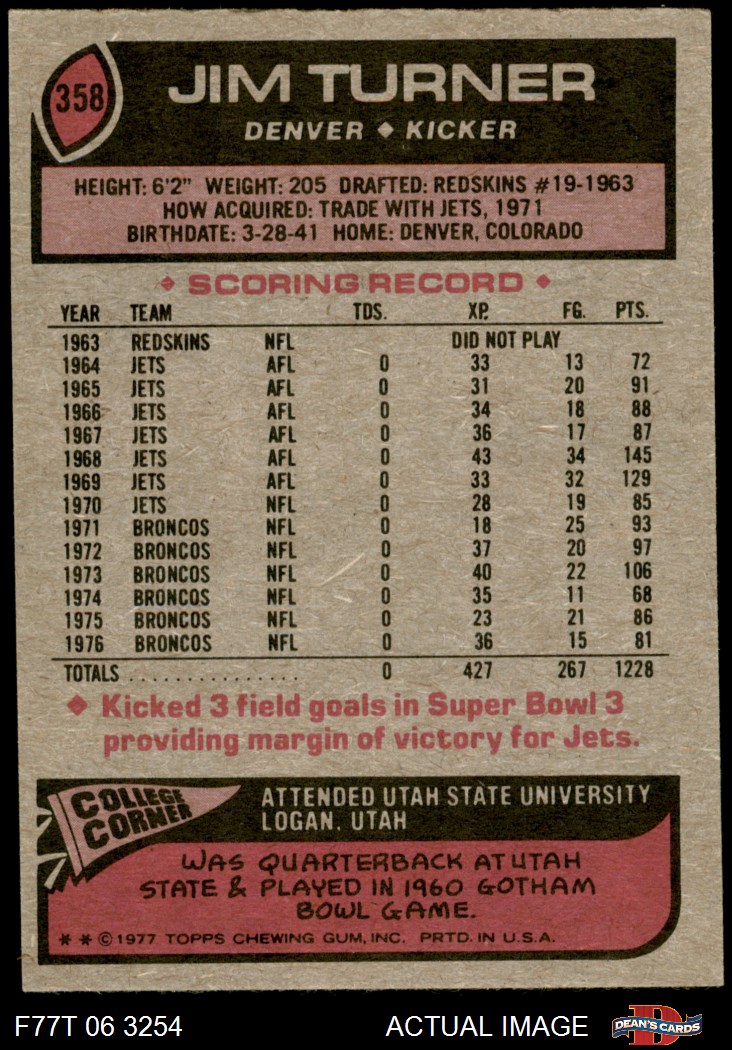 358
JIM TURNER
DENVER ◆ KICKER
HEIGHT: 6'2" WEIGHT: 205 DRAFTED: REDSKINS #19-1963
HOW ACQUIRED: TRADE WITH JETS, 1971
BIRTHDATE: 3-28-41 HOME: DENVER, COLORADO
◆ SCORING RECORD ◆
YEAR TEAM TDS. XP. FG. PTS.
1963 REDSKINS NFL DID NOT PLAY
1964 JETS AFL 0 33 13 72
1965 JETS AFL 0 31 20 91
1966 JETS AFL 0 34 18 88
1967 JETS AFL 0 36 17 87
1968 JETS AFL 0 43 34 145
1969 JETS AFL 0 33 32 129
1970 JETS NFL 0 28 19 85
1971 BRONCOS NFL 0 18 25 93
1972 BRONCOS NFL 0 37 20 97
1973 BRONCOS NFL 0 40 22 106
1974 BRONCOS NFL 0 35 11 68
1975 BRONCOS NFL 0 23 21 86
1976 BRONCOS NFL 0 36 15 81
TOTALS ............... 0 427 267 1228
◆ Kicked 3 field goals in Super Bowl 3
providing margin of victory for Jets.
COLLEGE
CORNER
ATTENDED UTAH STATE UNIVERSITY
LOGAN, UTAH
WAS QUARTERBACK AT UTAH
STATE & PLAYED IN 1960 GOTHAM
BOWL GAME.
* * © 1977 TOPPS CHEWING GUM, INC. PRTD. IN U.S.A.
F77T 06 3254 ACTUAL IMAGE D DEAN'S CARDS